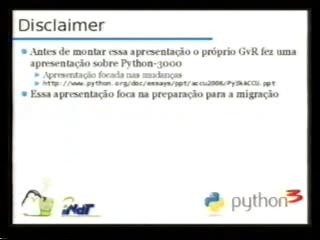 Disclaimer
Antes de montar essa apresentação o próprio GvR fez uma
apresentação sobre Python-3000
Apresentação focada nas mudanças
http://www.python.org/doc/essays/ppt/accu2006/Py3kACCU.ppt
Essa apresentação foca na preparação para a migração
iNdT
python3